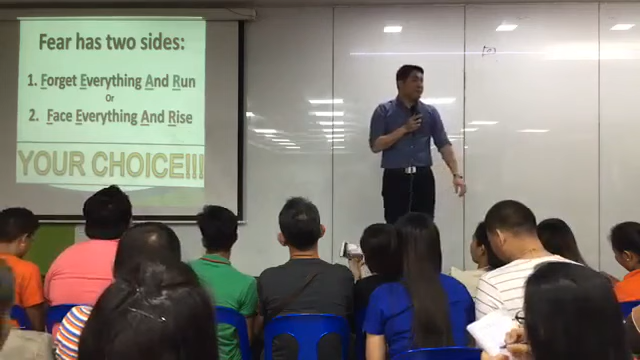 Fear has two sides:
1. Forget Everything And Run
Or
2. Face Everything And Rise
YOUR CHOICE!!!